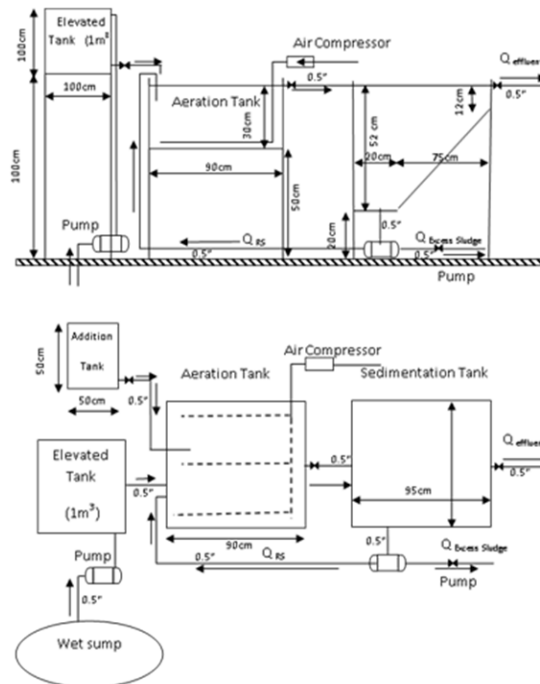 Elevated
Tank (1m³
100cm
100cm
100cm
Pump
0.5"
Air Compressor
Aeration Tank
30cm
90cm
50cm
Q RS
0.5"
0.5"
52 cm
20cm
75cm
12cm
Q effluent
0.5"
20cm
0.5"
Q Excess Sludge
0.5"
Pump
Addition
Tank
50cm
50cm
0.5"
Elevated
Tank
(1m³)
0.5"
Pump
0.5"
Wet sump
Aeration Tank
Air Compressor
Sedimentation Tank
90cm
0.5"
95cm
Q effluent
0.5"
0.5"
0.5"
Q RS
Q Excess Sludge
Pump